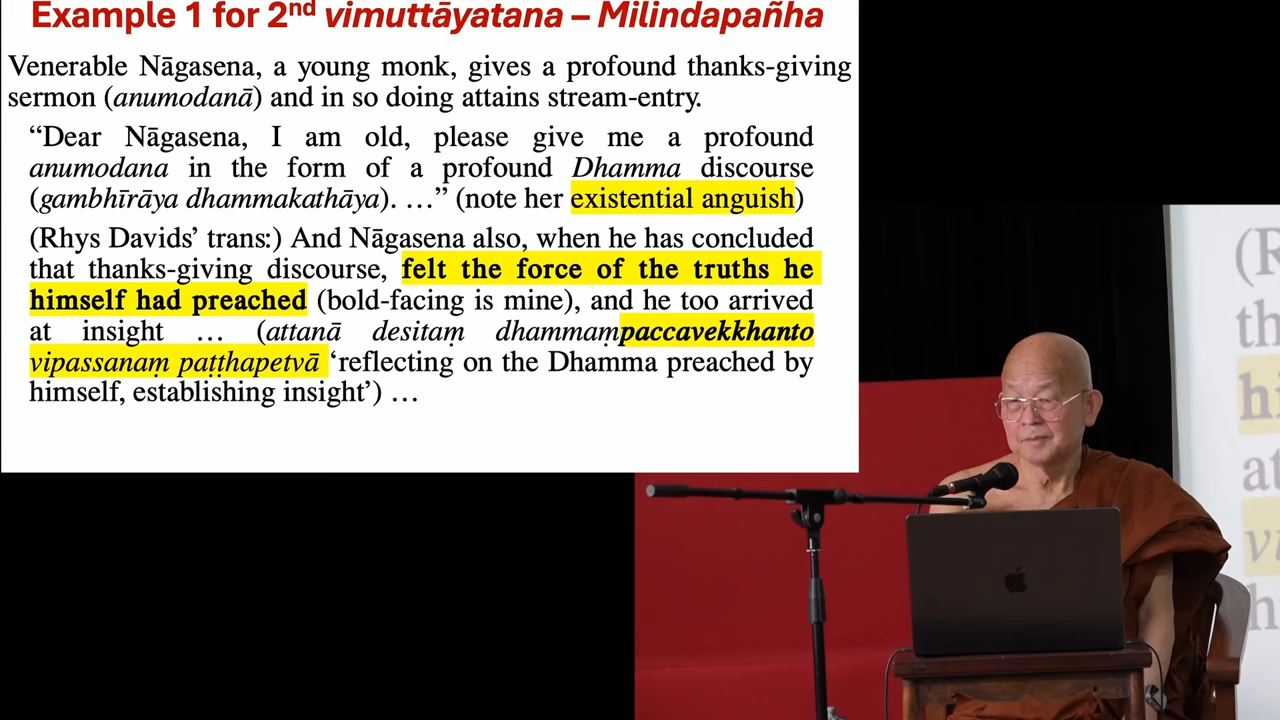 Example 1 for 2nd vimuttāyatana – Milindapañha
Venerable Nāgasena, a young monk, gives a profound thanks-giving
sermon (anumodanā) and in so doing attains stream-entry.
“Dear Nāgasena, I am old, please give me a profound
anumodana in the form of a profound Dhamma discourse
(gambhīrāya dhammakathāya). …” (note her existential anguish)
(Rhys Davids’ trans:) And Nāgasena also, when he has concluded
that thanks-giving discourse, felt the force of the truths he
himself had preached (bold-facing is mine), and he too arrived
at insight … (attanā desitaṃ dhammaṃpaccavekkhanto
vipassanaṃ paṭṭhapetvā ‘reflecting on the Dhamma preached by
himself, establishing insight’) …
(R
th
hi
at
vi
h